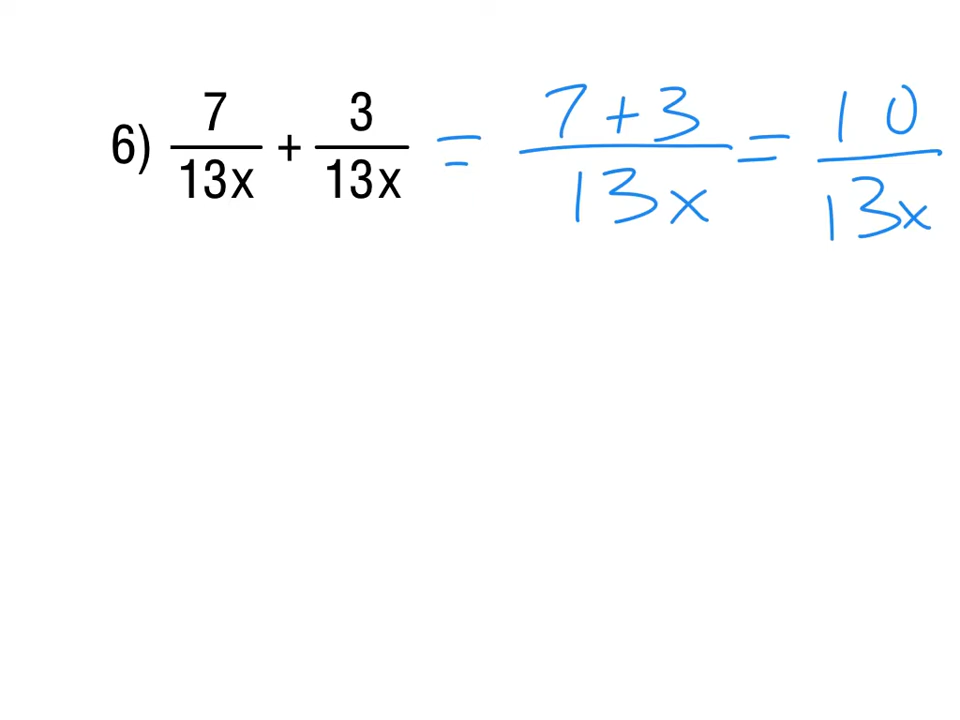 6) 7/13x + 3/13x = 7+3/13x = 10/13x